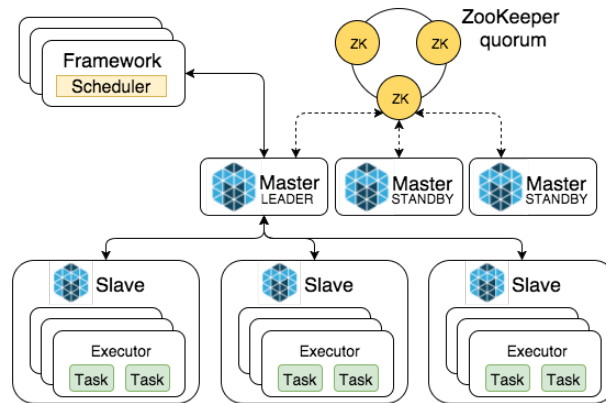 ZooKeeper
quorum
ZK
ZK
ZK
Framework
Scheduler
Master
LEADER
Master
STANDBY
Master
STANDBY
Slave
Executor
Task Task
Slave
Executor
Task Task
Slave
Executor
Task Task